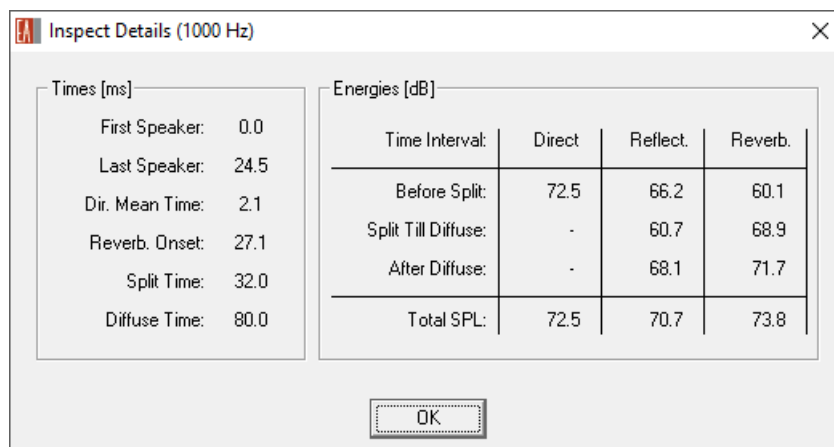 EA Inspect Details (1000 Hz)
Times [ms]
First Speaker: 0.0
Last Speaker: 24.5
Dir. Mean Time: 2.1
Reverb. Onset: 27.1
Split Time: 32.0
Diffuse Time: 80.0
Energies [dB]
Time Interval: Direct Reflect. Reverb.
Before Split: 72.5 66.2 60.1
Split Till Diffuse: - 60.7 68.9
After Diffuse: - 68.1 71.7
Total SPL: 72.5 70.7 73.8
OK